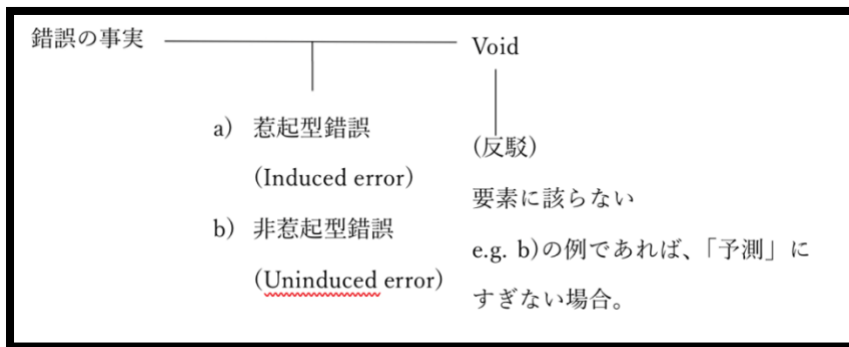 錯誤の事実
Void
a) 惹起型錯誤
(Induced error)
b) 非惹起型錯誤
(Uninduced error)
(反駁)
要素に該らない
e.g. b)の例であれば、「予測」に
すぎない場合。